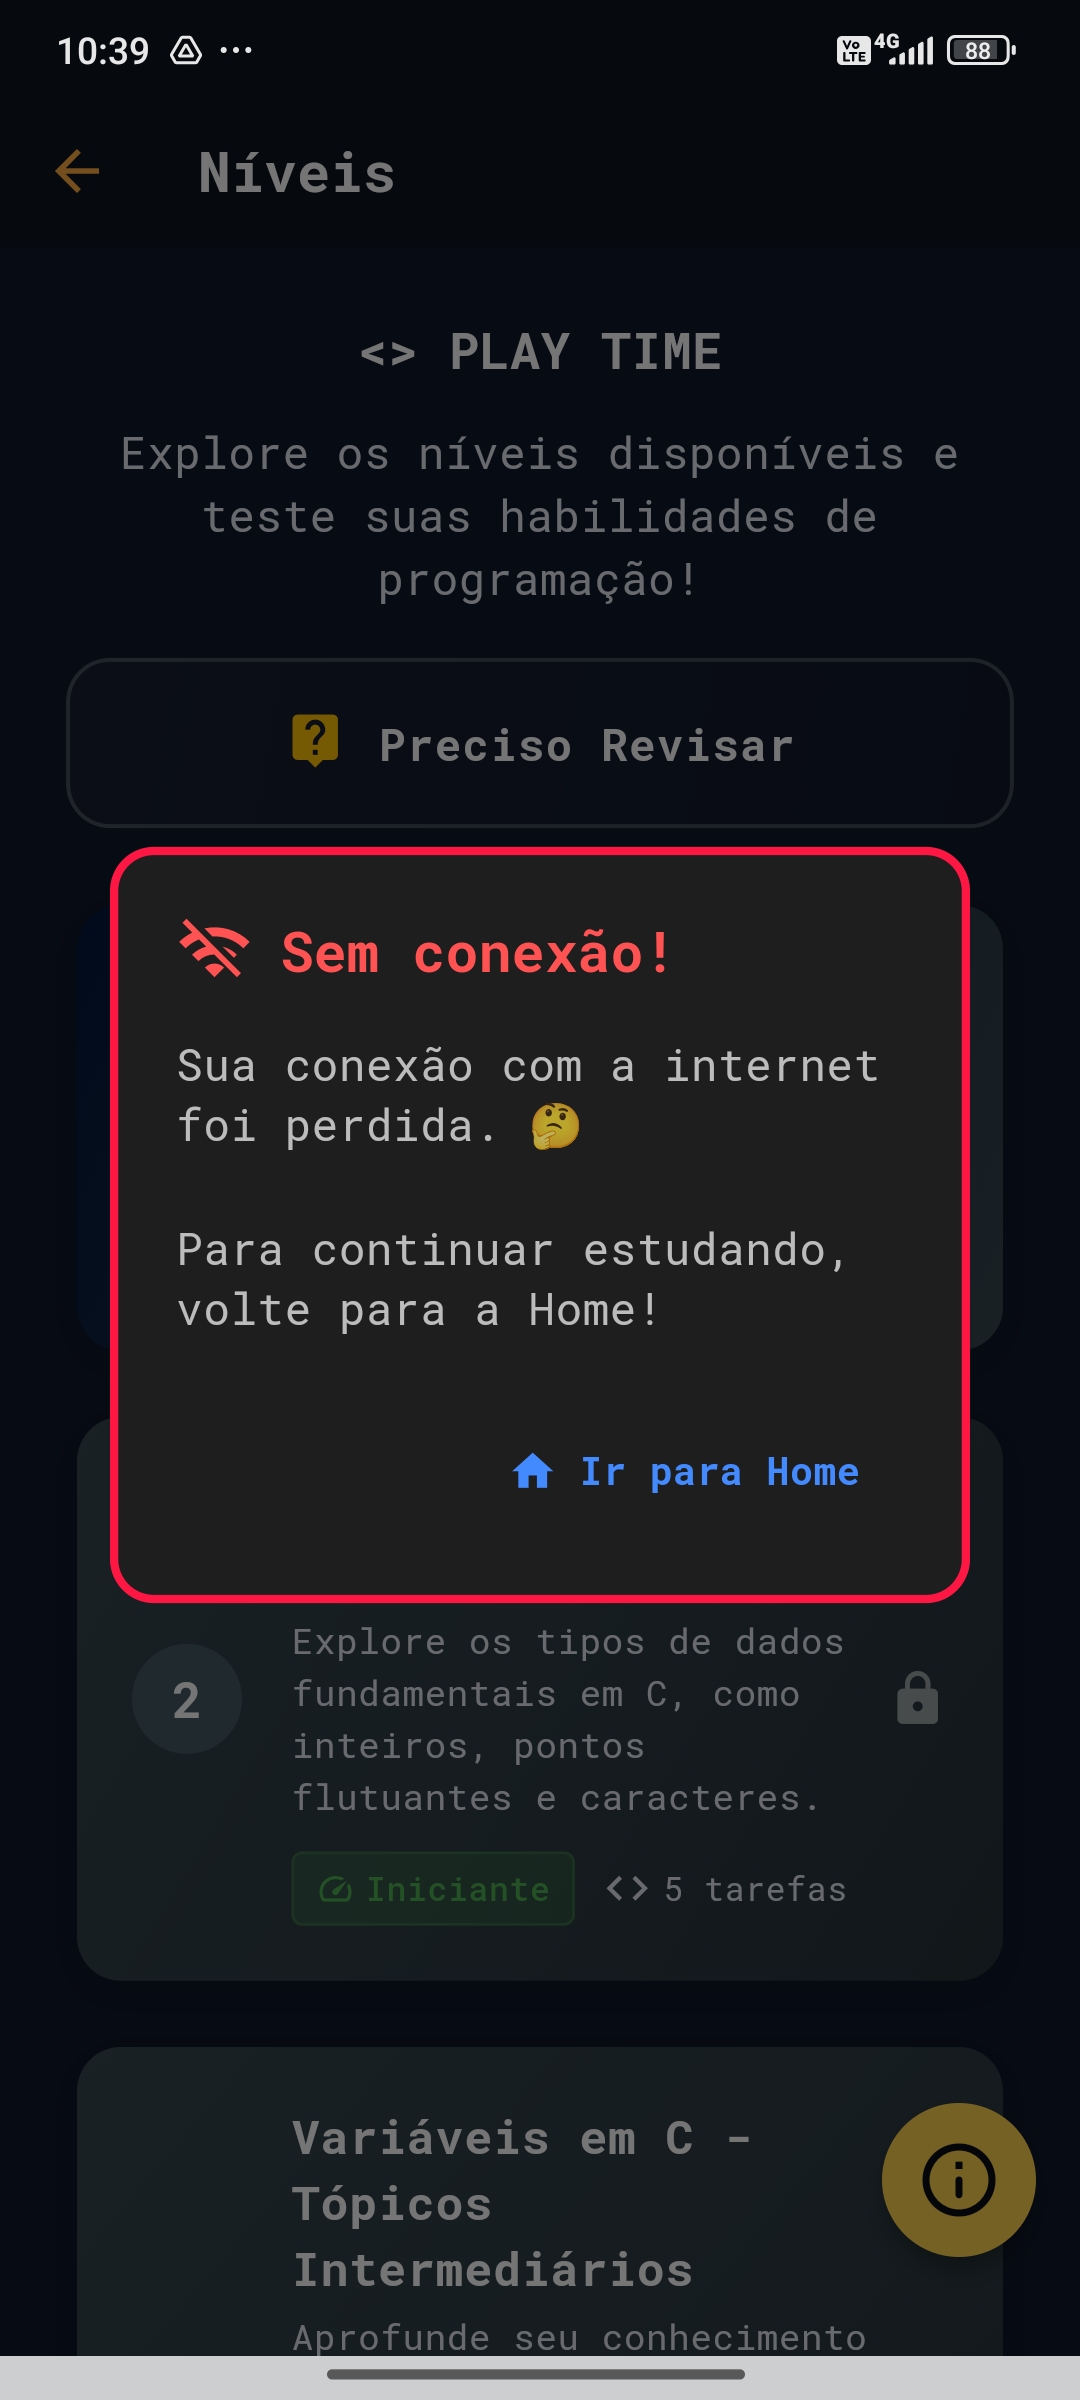 10:39
Vo LTE 4G 88
Níveis
<> PLAY TIME
Explore os níveis disponíveis e
teste suas habilidades de
programação!
Preciso Revisar
Sem conexão!
Sua conexão com a internet
foi perdida. 🤔
Para continuar estudando,
volte para a Home!
Ir para Home
Explore os tipos de dados
2
fundamentais em C, como
inteiros, pontos
flutuantes e caracteres.
Iniciante <> 5 tarefas
Variáveis em C -
Tópicos
Intermediários
Aprofunde seu conhecimento